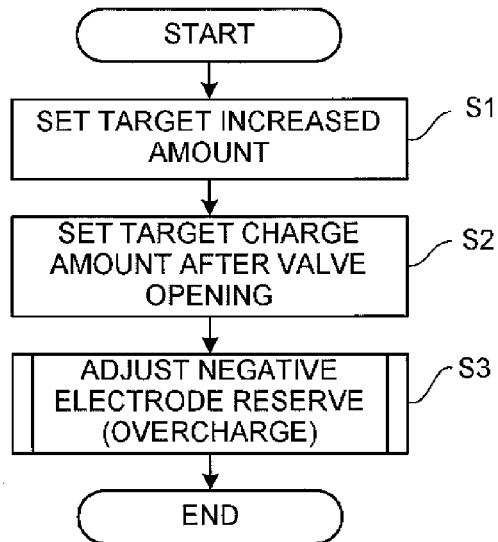 START
SET TARGET INCREASED
AMOUNT
S1
SET TARGET CHARGE
AMOUNT AFTER VALVE
OPENING
S2
ADJUST NEGATIVE
ELECTRODE RESERVE
(OVERCHARGE)
S3
END